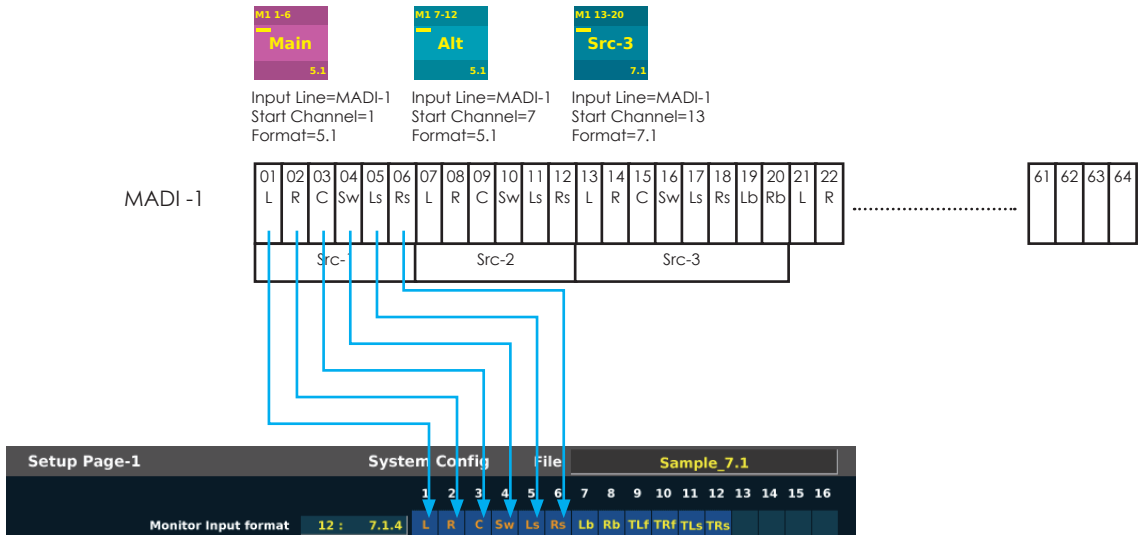 M1 1-6 M1 7-12 M1 13-20
Main Alt Src-3
5.1 5.1 7.1
Input Line=MADI-1 Input Line=MADI-1 Input Line=MADI-1
Start Channel=1 Start Channel=7 Start Channel=13
Format=5.1 Format=5.1 Format=7.1
01 02 03 04 05 06 07 08 09 10 11 12 13 14 15 16 17 18 19 20 21 22 61 62 63 64
MADI -1 L R C Sw Ls Rs L R C Sw Ls Rs L R C Sw Ls Rs Lb Rb L R
Src-1 Src-2 Src-3
Setup Page-1 System Config File Sample_7.1
1 2 3 4 5 6 7 8 9 10 11 12 13 14 15 16
Monitor Input format 12 : 7.1.4 L R C Sw Ls Rs Lb Rb TLf TRf TLs TRs